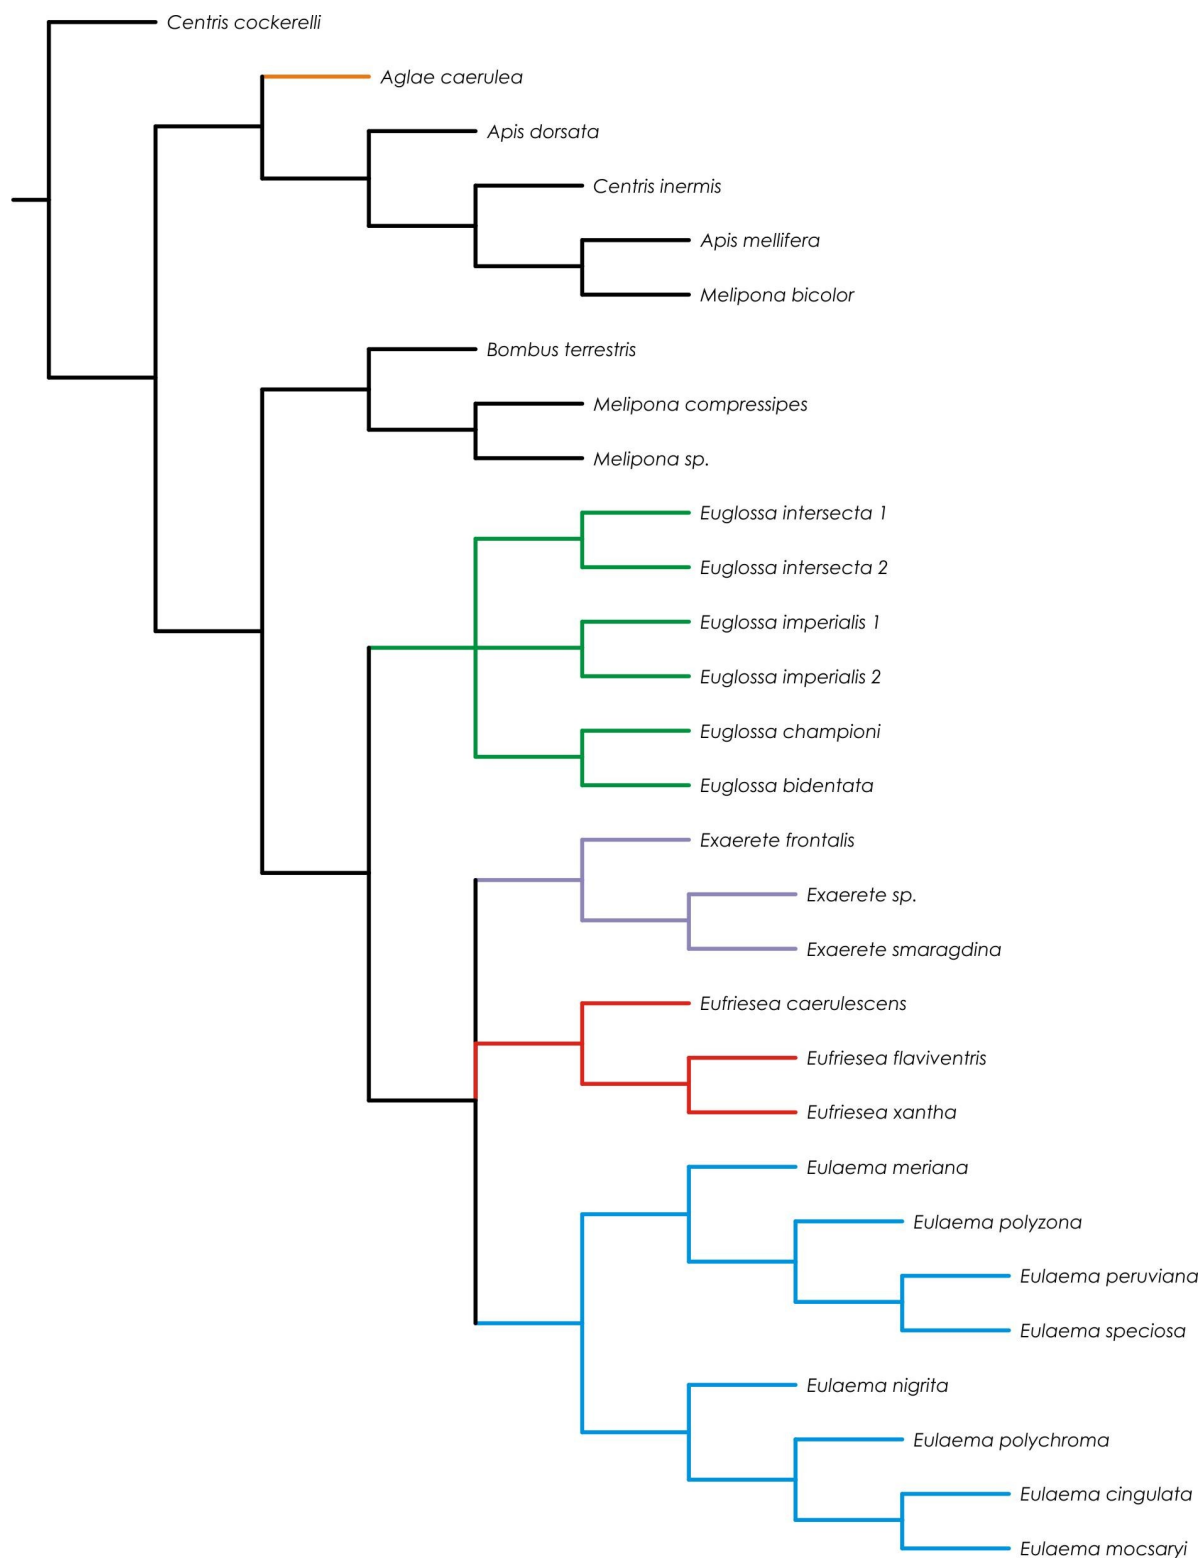 Centris cockerelli
Aglae caerulea
Apis dorsata
Centris inermis
Apis mellifera
Melipona bicolor
Bombus terrestris
Melipona compressipes
Melipona sp.
Euglossa intersecta 1
Euglossa intersecta 2
Euglossa imperialis 1
Euglossa imperialis 2
Euglossa championi
Euglossa bidentata
Exaerete frontalis
Exaerete sp.
Exaerete smaragdina
Eufriesea caerulescens
Eufriesea flaviventris
Eufriesea xantha
Eulaema meriana
Eulaema polyzona
Eulaema peruviana
Eulaema speciosa
Eulaema nigrita
Eulaema polychroma
Eulaema cingulata
Eulaema mocsaryi